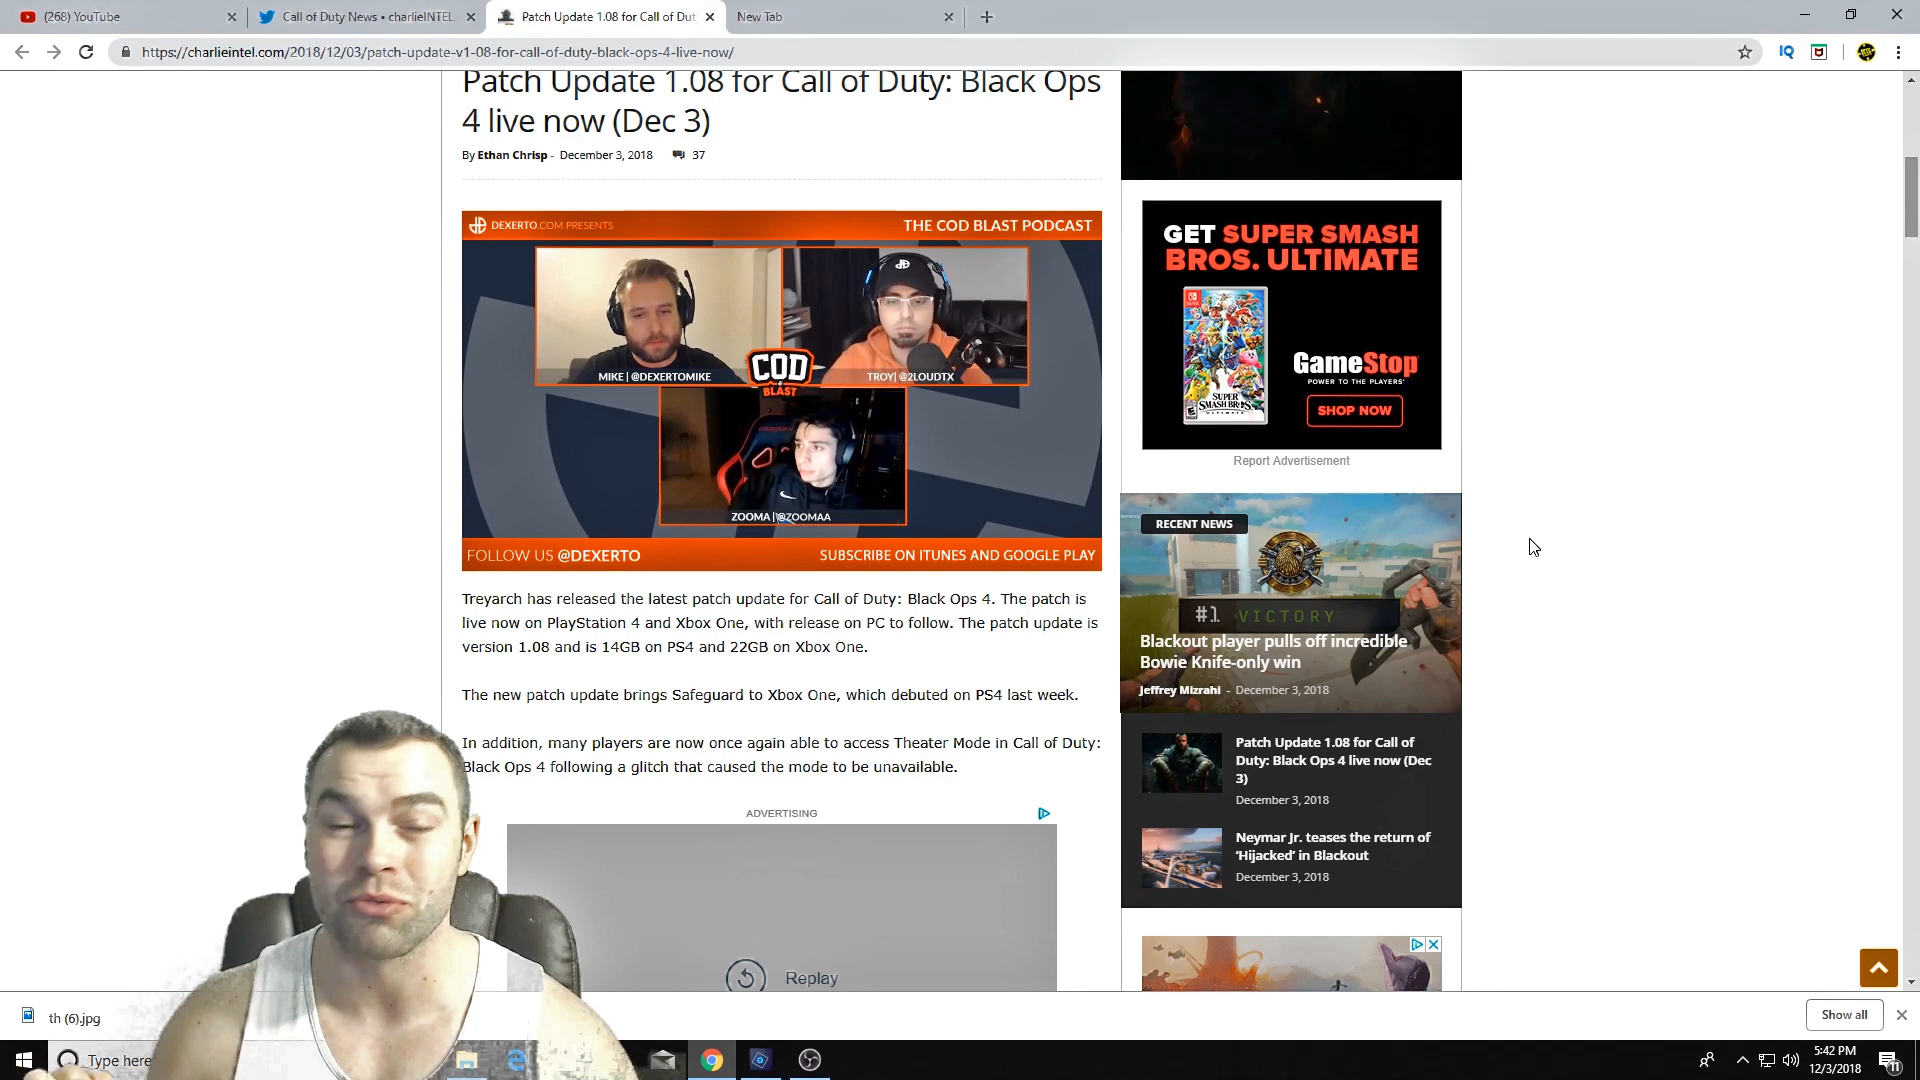 (268) YouTube
Call of Duty News • charlieINTEL
Patch Update 1.08 for Call of Dut
New Tab
https://charlieintel.com/2018/12/03/patch-update-v1-08-for-call-of-duty-black-ops-4-live-now/
IQ
Patch Update 1.08 for Call of Duty: Black Ops
4 live now (Dec 3)
By Ethan Chrisp - December 3, 2018 37
DEXERTO.COM PRESENTS
THE COD BLAST PODCAST
MIKE | @DEXERTOMIKE
TROY| @2LOUDTX
COD
BLAST
ZOOMA | @ZOOMAA
FOLLOW US @DEXERTO
SUBSCRIBE ON ITUNES AND GOOGLE PLAY
Treyarch has released the latest patch update for Call of Duty: Black Ops 4. The patch is
live now on PlayStation 4 and Xbox One, with release on PC to follow. The patch update is
version 1.08 and is 14GB on PS4 and 22GB on Xbox One.
The new patch update brings Safeguard to Xbox One, which debuted on PS4 last week.
In addition, many players are now once again able to access Theater Mode in Call of Duty:
Black Ops 4 following a glitch that caused the mode to be unavailable.
ADVERTISING
Replay
GET SUPER SMASH
BROS. ULTIMATE
SUPER
SMASH BROS.
ULTIMATE
GameStop
POWER TO THE PLAYERS
SHOP NOW
Report Advertisement
RECENT NEWS
#1 VICTORY
Blackout player pulls off incredible
Bowie Knife-only win
Jeffrey Mizrahi - December 3, 2018
Patch Update 1.08 for Call of
Duty: Black Ops 4 live now (Dec
3)
December 3, 2018
Neymar Jr. teases the return of
‘Hijacked’ in Blackout
December 3, 2018
th (6).jpg
Show all
Type here
5:42 PM
12/3/2018
11